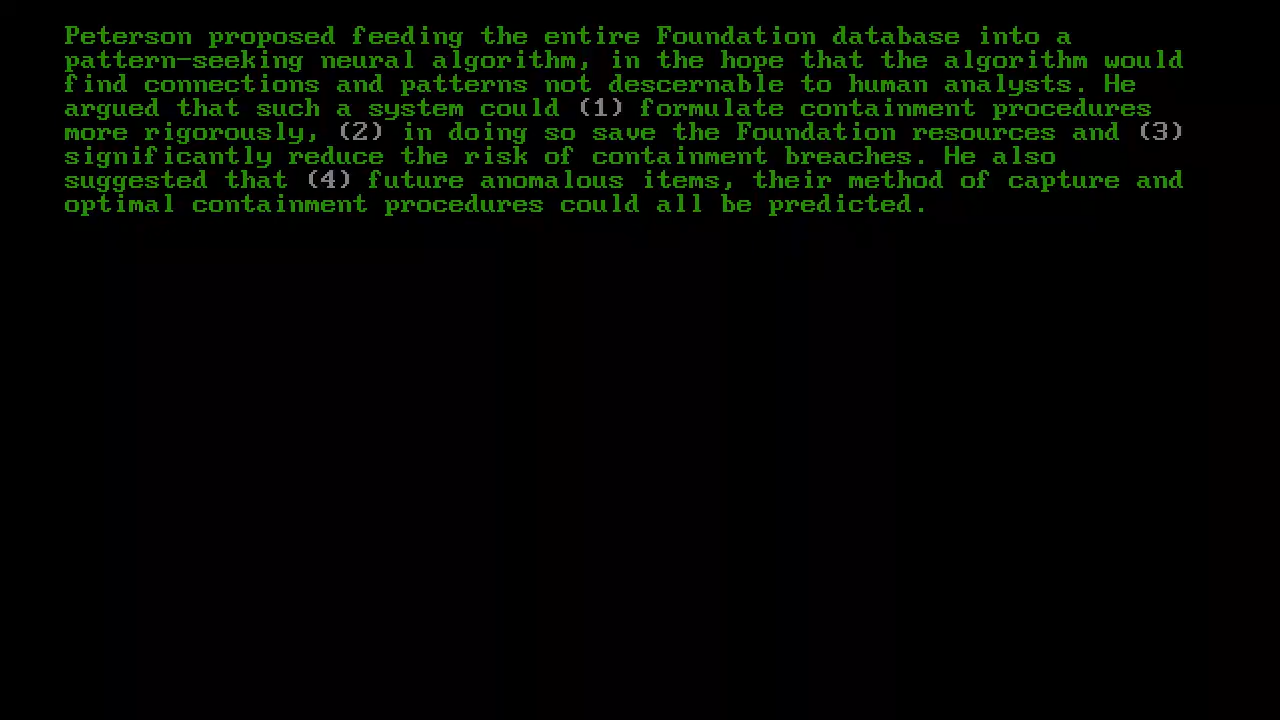 Peterson proposed feeding the entire Foundation database into a
pattern-seeking neural algorithm, in the hope that the algorithm would
find connections and patterns not descernable to human analysts. He
argued that such a system could (1) formulate containment procedures
more rigorously, (2) in doing so save the Foundation resources and (3)
significantly reduce the risk of containment breaches. He also
suggested that (4) future anomalous items, their method of capture and
optimal containment procedures could all be predicted.